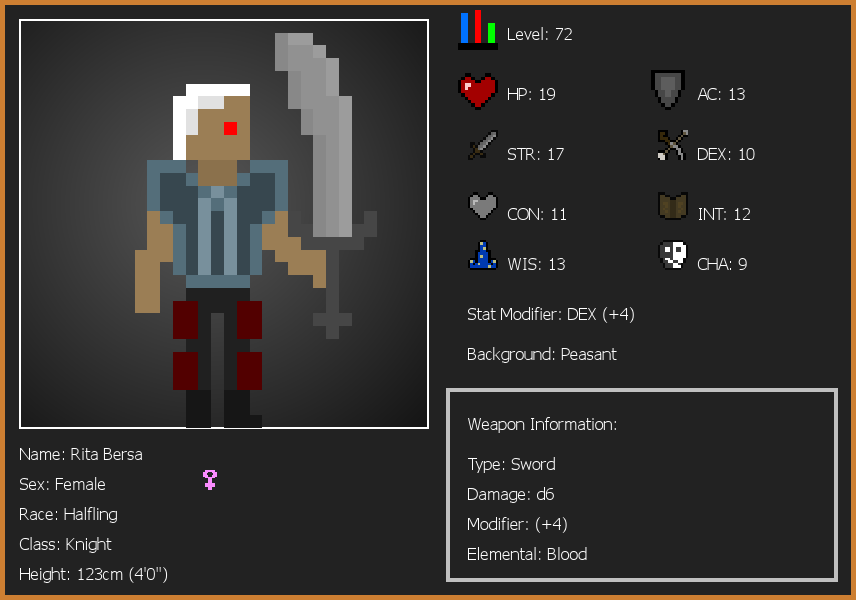 Level: 72
HP: 19
AC: 13
STR: 17
DEX: 10
CON: 11
INT: 12
WIS: 13
CHA: 9
Stat Modifier: DEX (+4)
Background: Peasant
Weapon Information:
Type: Sword
Damage: d6
Modifier: (+4)
Elemental: Blood
Name: Rita Bersa
Sex: Female
Race: Halfling
Class: Knight
Height: 123cm (4'0")